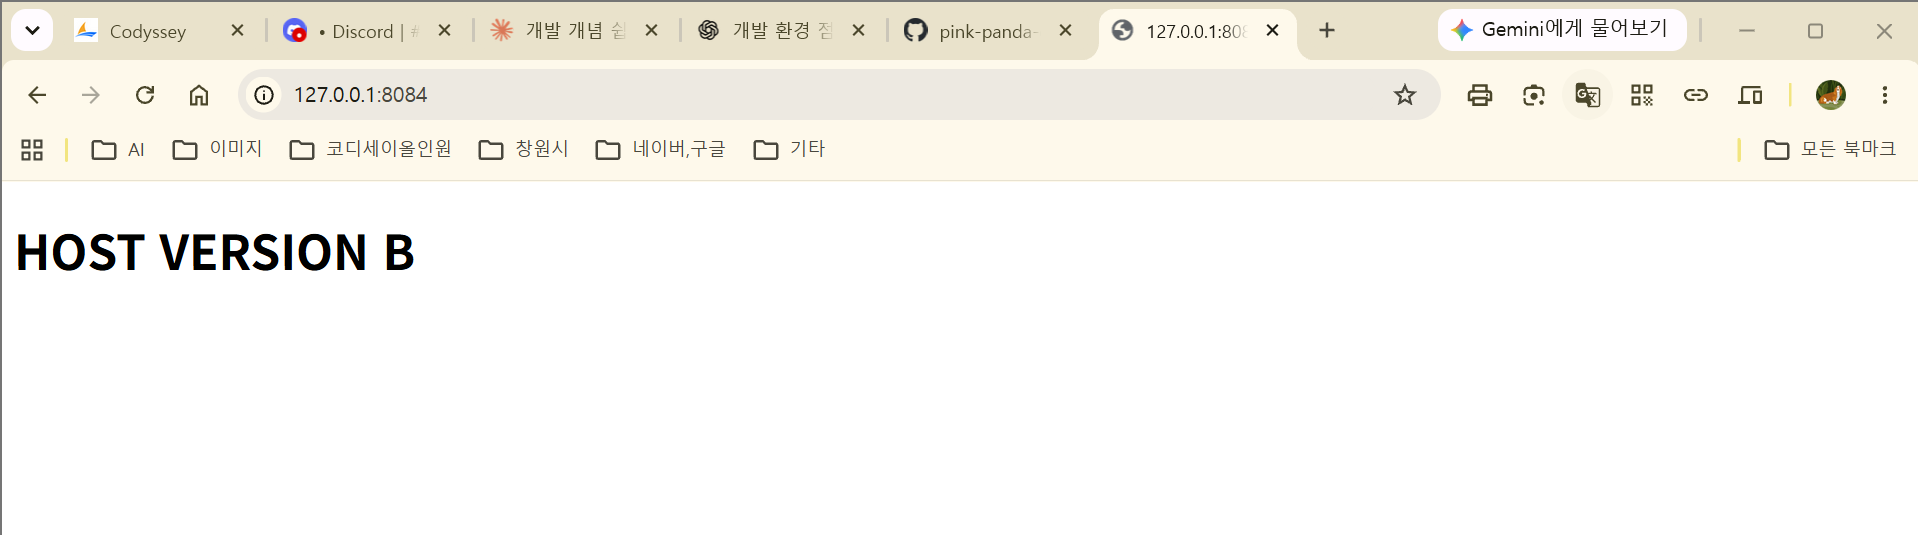 Codyssey
• Discord | #
개발 개념 쉽
개발 환경 점
pink-panda-
127.0.0.1:808
Gemini에게 물어보기
127.0.0.1:8084
AI
이미지
코디세이올인원
창원시
네이버,구글
기타
모든 북마크
HOST VERSION B